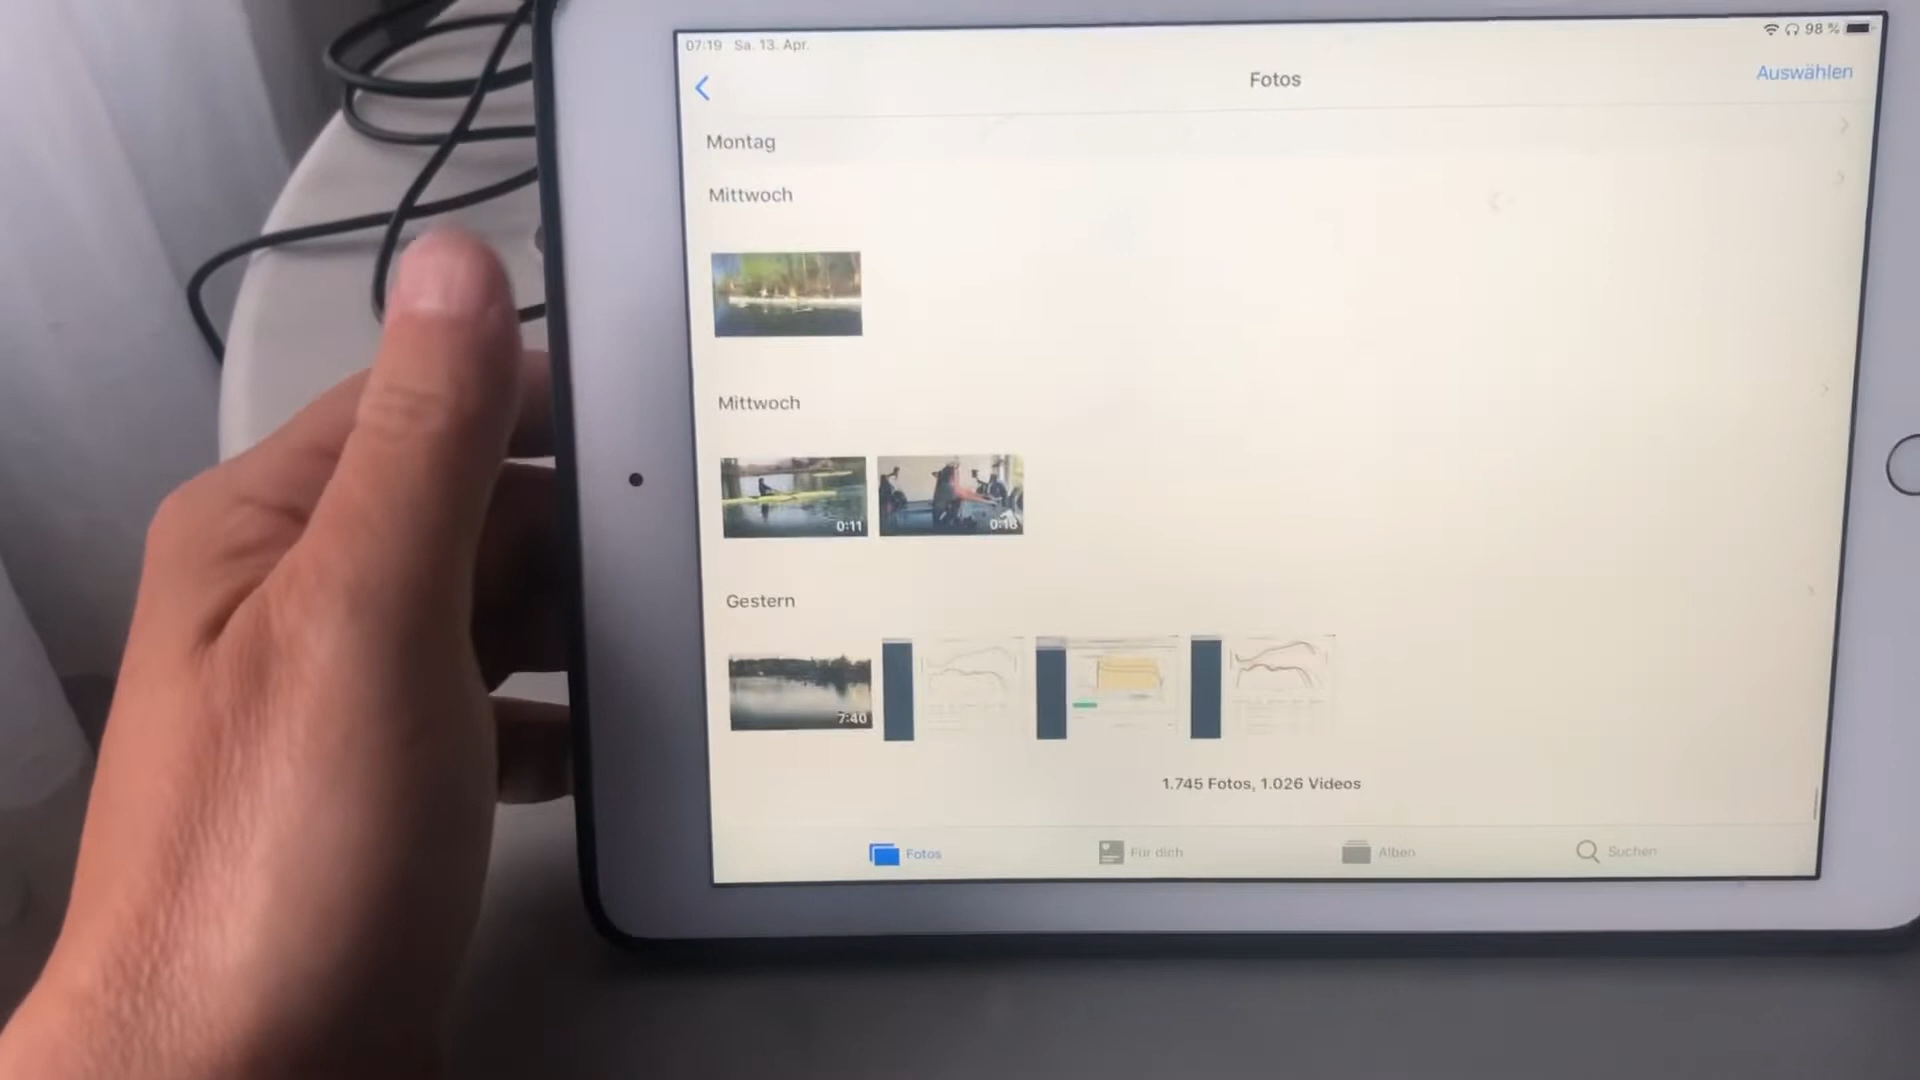 07:19 Sa. 13. Apr.
98 %
Fotos
Auswählen
Montag
Mittwoch
Mittwoch
0:11
0:16
Gestern
7:40
1.745 Fotos, 1.026 Videos
Fotos
Für dich
Alben
Suchen